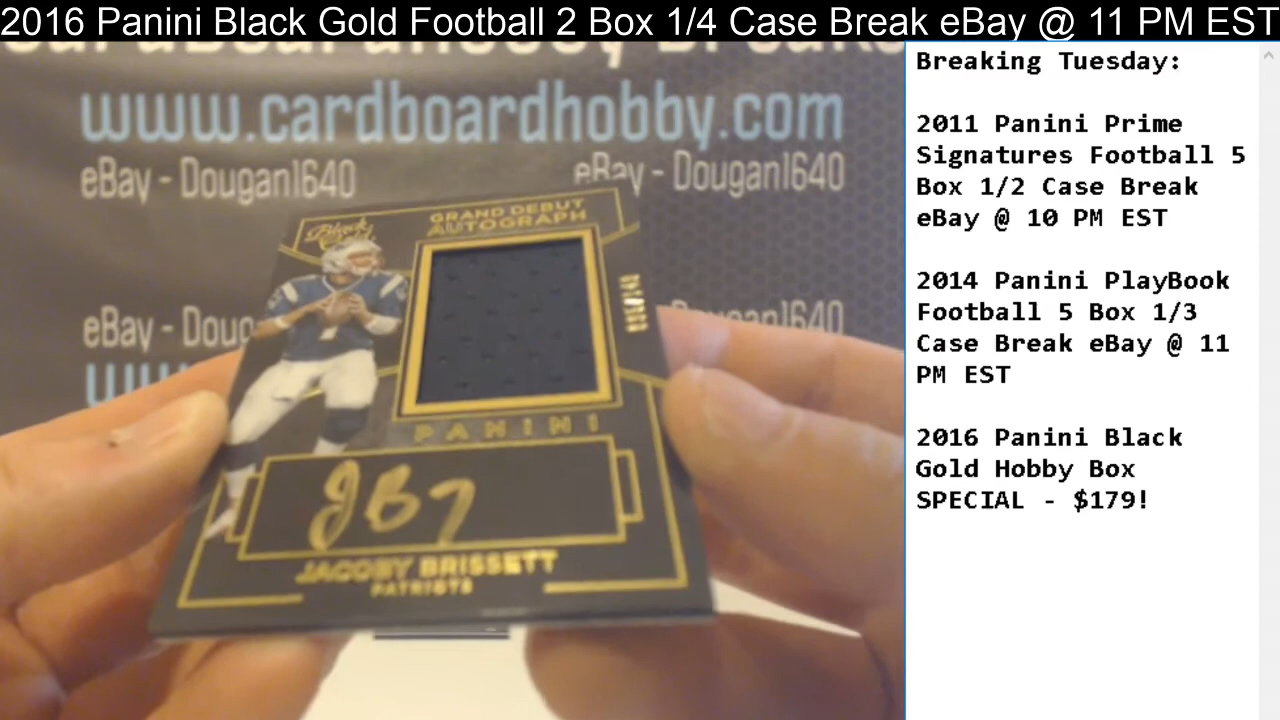 2016 Panini Black Gold Football 2 Box 1/4 Case Break eBay @ 11 PM EST
www.cardboardhobby.com
eBay - Dougan1640
eBay - Dougan1640
Black Gold
GRAND DEBUT
AUTOGRAPH
PANINI
JB7
JACOBY BRISSETT
PATRIOTS
Breaking Tuesday:
2011 Panini Prime
Signatures Football 5
Box 1/2 Case Break
eBay @ 10 PM EST
2014 Panini PlayBook
Football 5 Box 1/3
Case Break eBay @ 11
PM EST
2016 Panini Black
Gold Hobby Box
SPECIAL - $179!